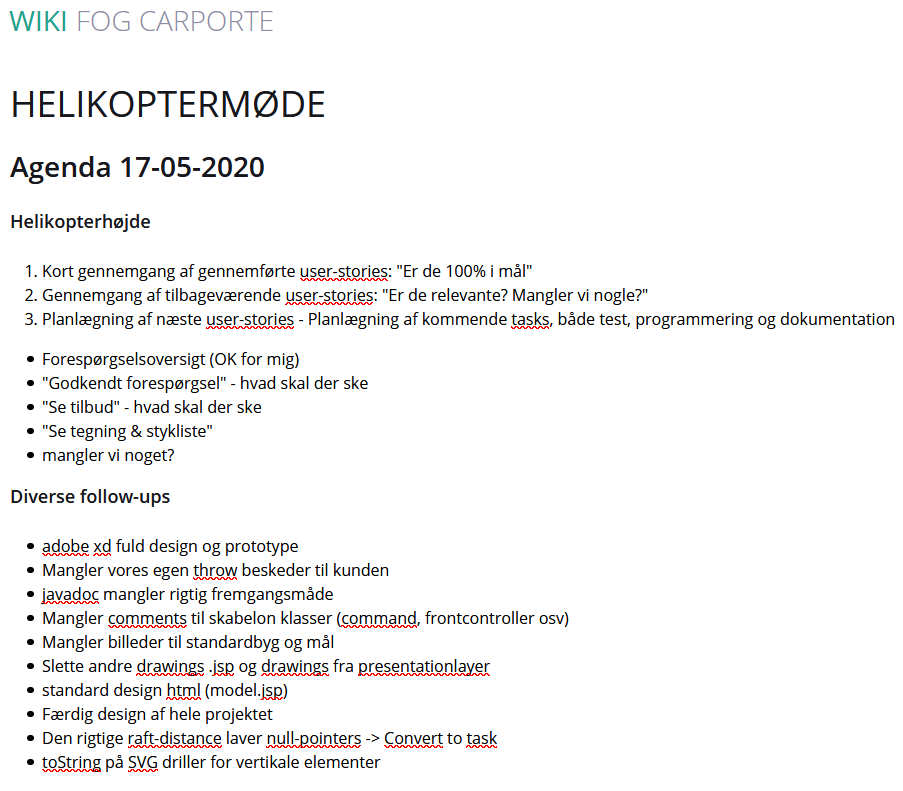 WIKI FOG CARPORTE
HELIKOPTERMØDE
Agenda 17-05-2020
Helikopterhøjde
1. Kort gennemgang af gennemførte user-stories: "Er de 100% i mål"
2. Gennemgang af tilbageværende user-stories: "Er de relevante? Mangler vi nogle?"
3. Planlægning af næste user-stories - Planlægning af kommende tasks, både test, programmering og dokumentation
• Forespørgselsoversigt (OK for mig)
• "Godkendt forespørgsel" - hvad skal der ske
• "Se tilbud" - hvad skal der ske
• "Se tegning & stykliste"
• mangler vi noget?
Diverse follow-ups
• adobe xd fuld design og prototype
• Mangler vores egen throw beskeder til kunden
• javadoc mangler rigtig fremgangsmåde
• Mangler comments til skabelon klasser (command, frontcontroller osv)
• Mangler billeder til standardbyg og mål
• Slette andre drawings .jsp og drawings fra presentationlayer
• standard design html (model.jsp)
• Færdig design af hele projektet
• Den rigtige raft-distance laver null-pointers -> Convert to task
• toString på SVG driller for vertikale elementer